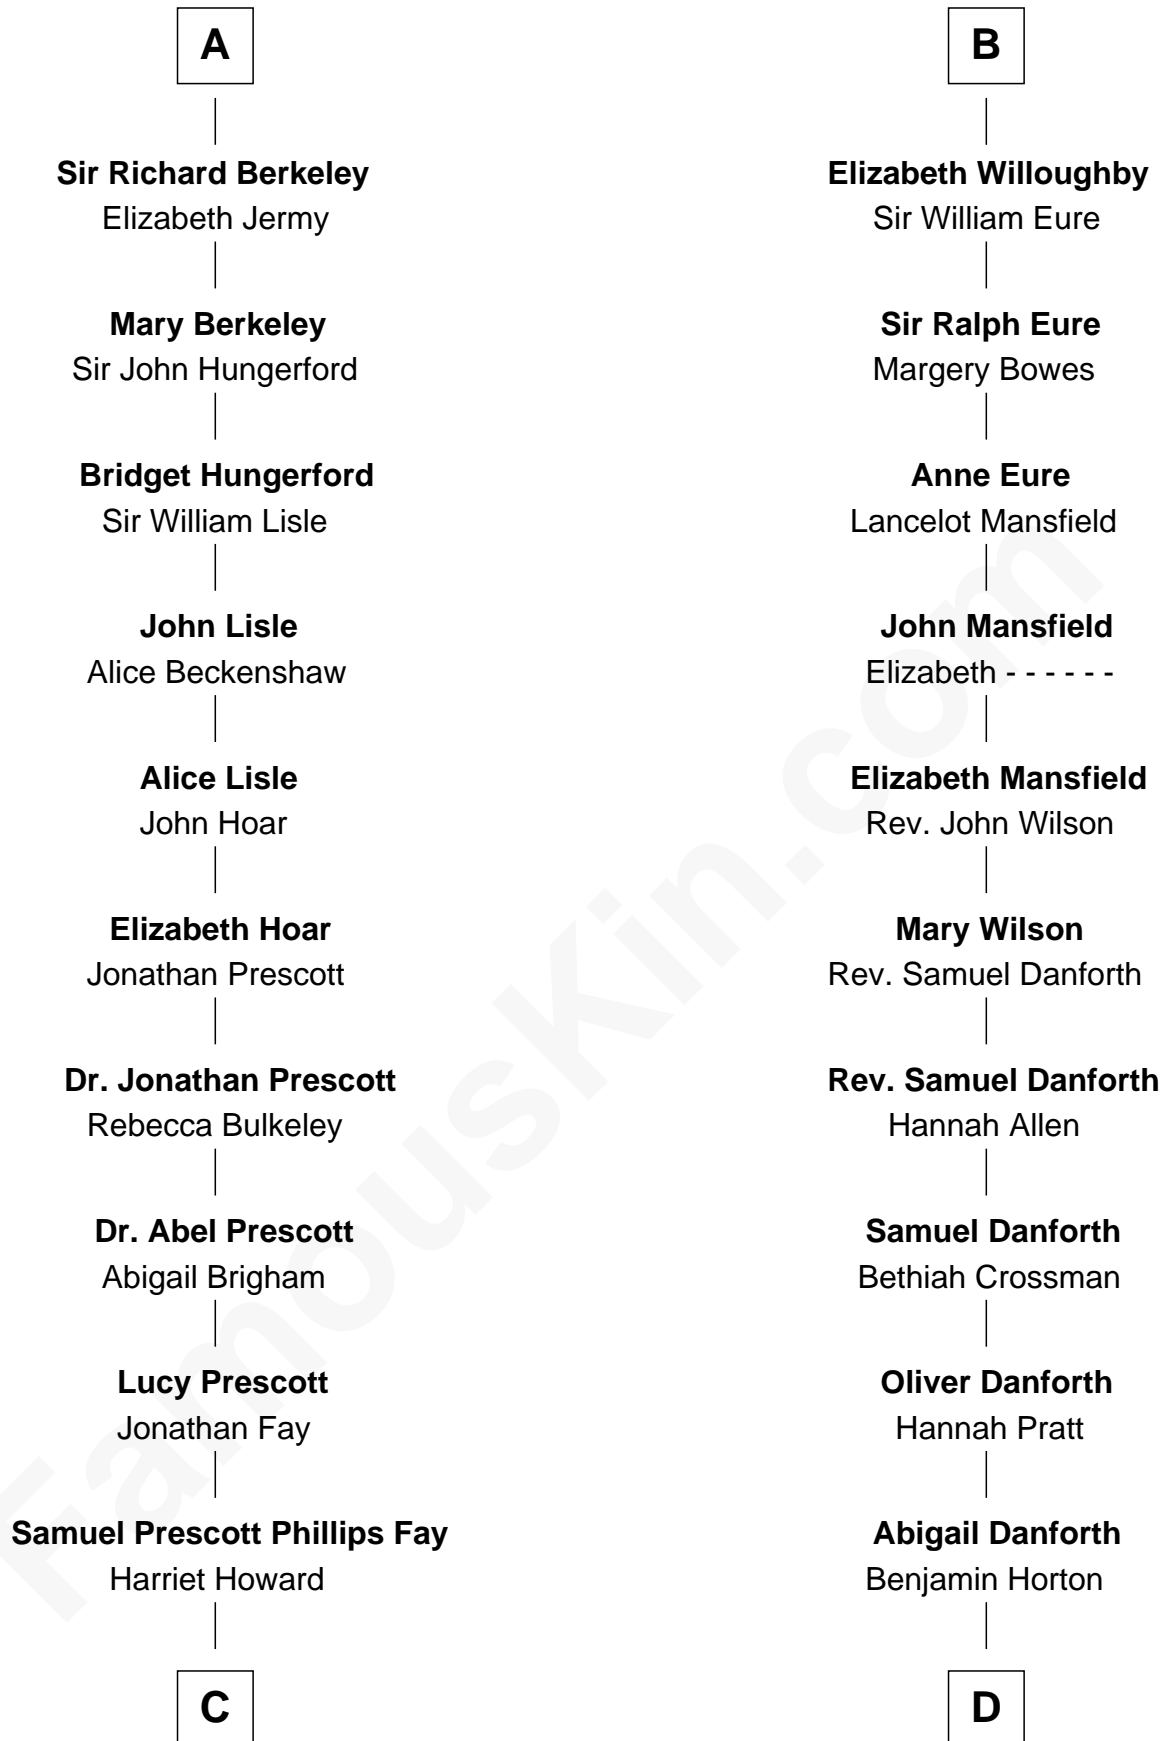 A
Sir Richard Berkeley
Elizabeth Jermy
Mary Berkeley
Sir John Hungerford
Bridget Hungerford
Sir William Lisle
John Lisle
Alice Beckenshaw
Alice Lisle
John Hoar
Elizabeth Hoar
Jonathan Prescott
Dr. Jonathan Prescott
Rebecca Bulkeley
Dr. Abel Prescott
Abigail Brigham
Lucy Prescott
Jonathan Fay
Samuel Prescott Phillips Fay
Harriet Howard
C
B
Elizabeth Willoughby
Sir William Eure
Sir Ralph Eure
Margery Bowes
Anne Eure
Lancelot Mansfield
John Mansfield
Elizabeth - - - - - -
Elizabeth Mansfield
Rev. John Wilson
Mary Wilson
Rev. Samuel Danforth
Rev. Samuel Danforth
Hannah Allen
Samuel Danforth
Bethiah Crossman
Oliver Danforth
Hannah Pratt
Abigail Danforth
Benjamin Horton
D
FamousKin.com